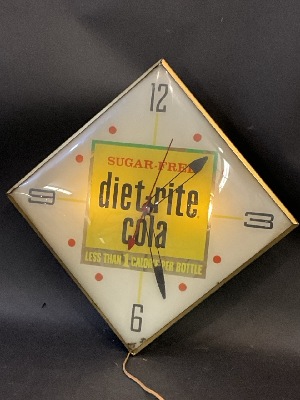 12
SUGAR-FREE
diet-rite
cola
LESS THAN 1 CALORIE PER BOTTLE
9
3
6